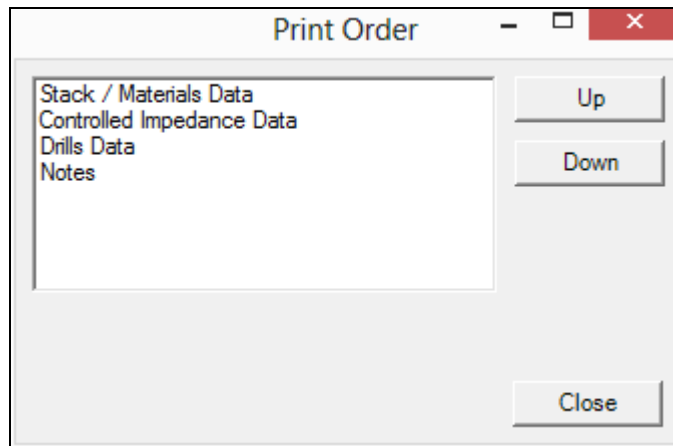 Print Order
Stack / Materials Data
Controlled Impedance Data
Drills Data
Notes
Up
Down
Close